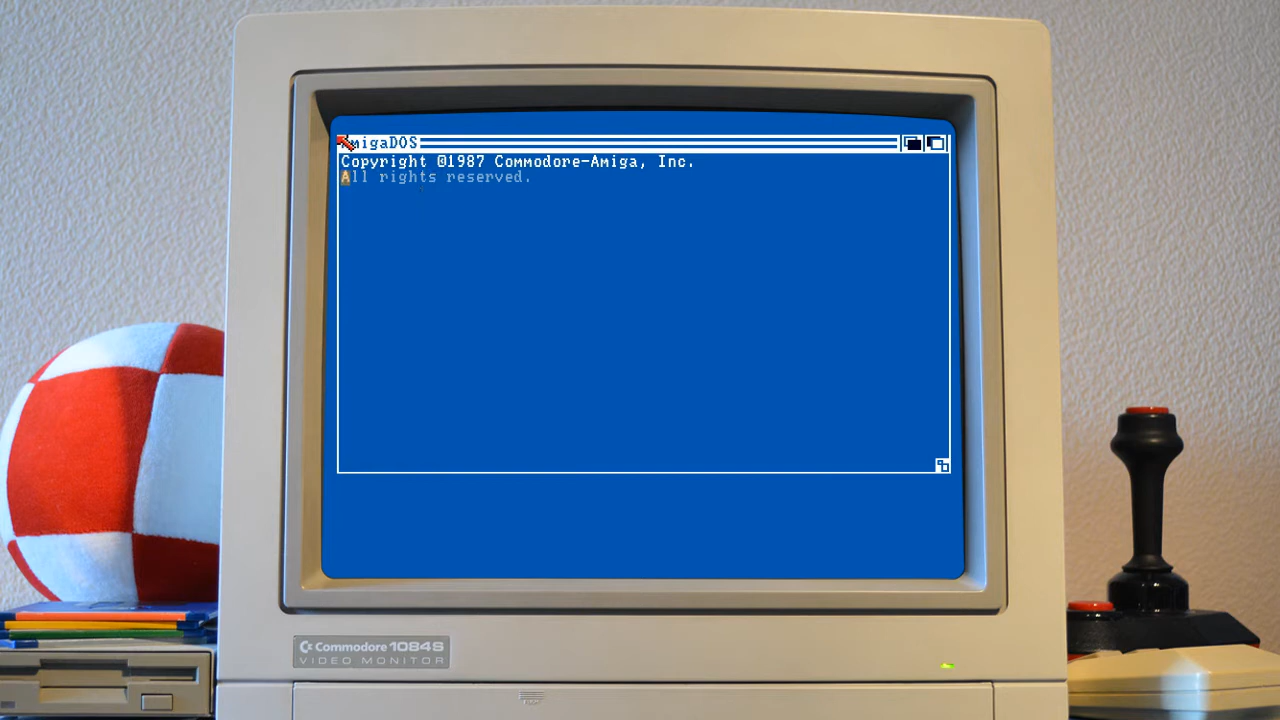 AmigaDOS
Copyright ©1987 Commodore-Amiga, Inc.
All rights reserved.
Commodore 1084S
VIDEO MONITOR